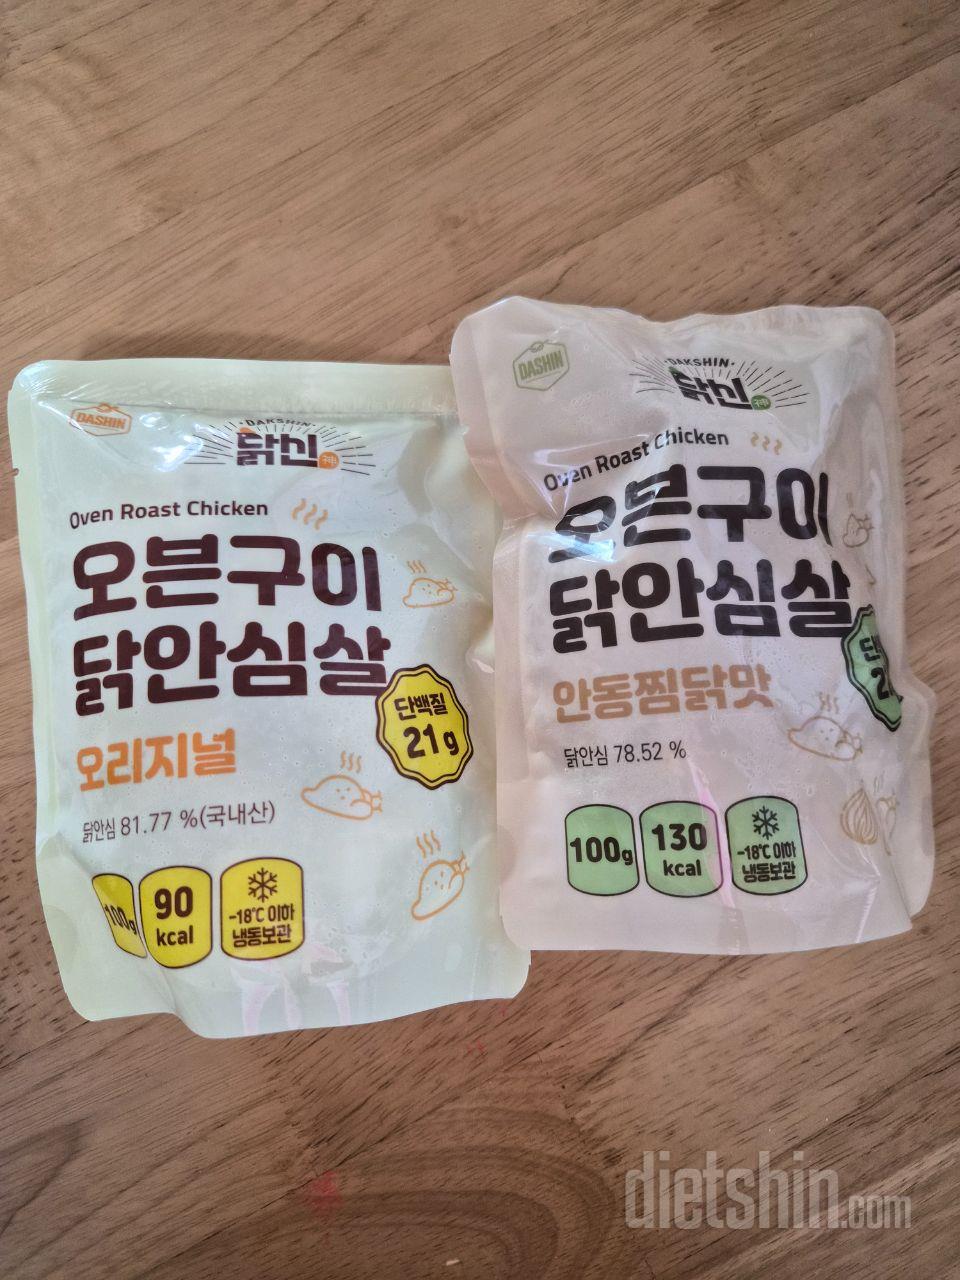 DASHIN
DAKSHIN
닭신
神
Oven Roast Chicken
오븐구이
닭안심살
오리지널
단백질
21g
닭안심 81.77 %(국내산)
100g
90
kcal
-18℃ 이하
냉동보관
DASHIN
DAKSHIN
닭신
神
Oven Roast Chicken
오븐구이
닭안심살
안동찜닭맛
닭안심 78.52 %
100g
130
kcal
-18℃ 이하
냉동보관
dietshin.com